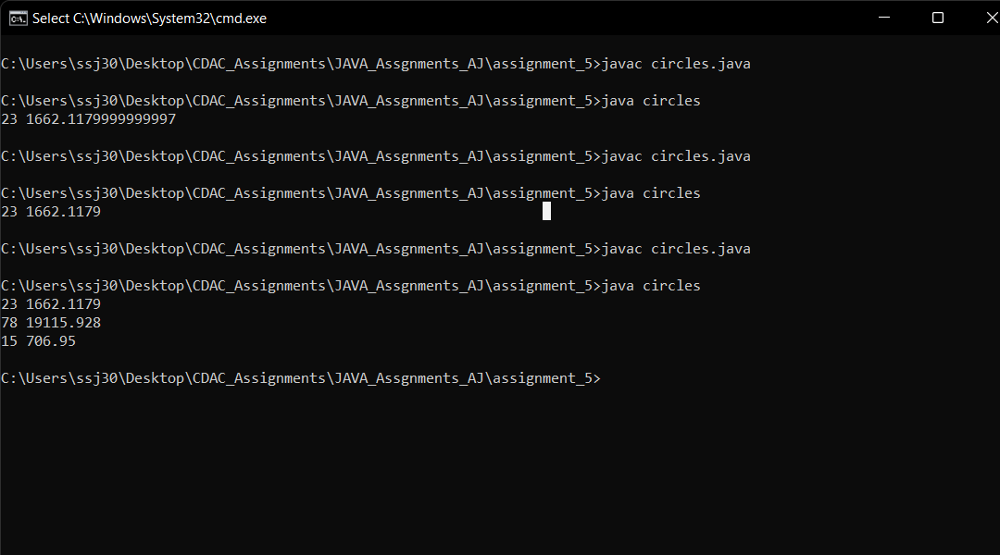 Select C:\Windows\System32\cmd.exe
C:\Users\ssj30\Desktop\CDAC_Assignments\JAVA_Assgnments_AJ\assignment_5>javac circles.java
C:\Users\ssj30\Desktop\CDAC_Assignments\JAVA_Assgnments_AJ\assignment_5>java circles
23 1662.1179999999997
C:\Users\ssj30\Desktop\CDAC_Assignments\JAVA_Assgnments_AJ\assignment_5>javac circles.java
C:\Users\ssj30\Desktop\CDAC_Assignments\JAVA_Assgnments_AJ\assignment_5>java circles
23 1662.1179
C:\Users\ssj30\Desktop\CDAC_Assignments\JAVA_Assgnments_AJ\assignment_5>javac circles.java
C:\Users\ssj30\Desktop\CDAC_Assignments\JAVA_Assgnments_AJ\assignment_5>java circles
23 1662.1179
78 19115.928
15 706.95
C:\Users\ssj30\Desktop\CDAC_Assignments\JAVA_Assgnments_AJ\assignment_5>